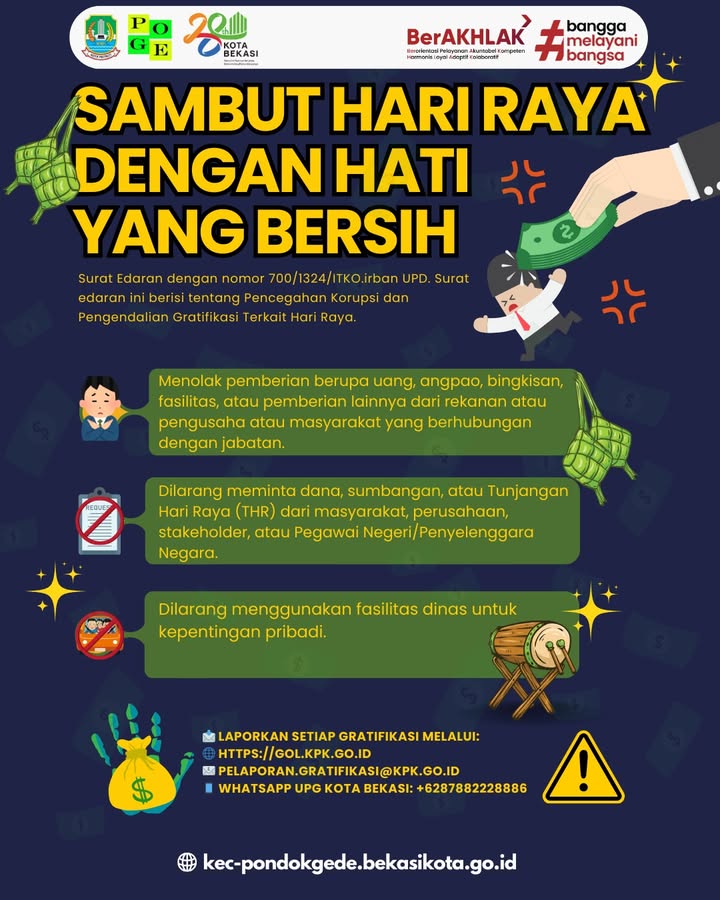 PO
GE
28th
KOTA
BEKASI
BerAKHLAK
Berorientasi Pelayanan Akuntabel Kompeten
Harmonis Loyal Adaptif Kolaboratif
#bangga
melayani
bangsa
SAMBUT HARI RAYA
DENGAN HATI
YANG BERSIH
Surat Edaran dengan nomor 700/1324/ITKO.irban UPD. Surat
edaran ini berisi tentang Pencegahan Korupsi dan
Pengendalian Gratifikasi Terkait Hari Raya.
Menolak pemberian berupa uang, angpao, bingkisan,
fasilitas, atau pemberian lainnya dari rekanan atau
pengusaha atau masyarakat yang berhubungan
dengan jabatan.
REQUEST
Dilarang meminta dana, sumbangan, atau Tunjangan
Hari Raya (THR) dari masyarakat, perusahaan,
stakeholder, atau Pegawai Negeri/Penyelenggara
Negara.
Dilarang menggunakan fasilitas dinas untuk
kepentingan pribadi.
LAPORKAN SETIAP GRATIFIKASI MELALUI:
HTTPS://GOL.KPK.GO.ID
PELAPORAN.GRATIFIKASI@KPK.GO.ID
WHATSAPP UPG KOTA BEKASI: +6287882228886
kec-pondokgede.bekasikota.go.id